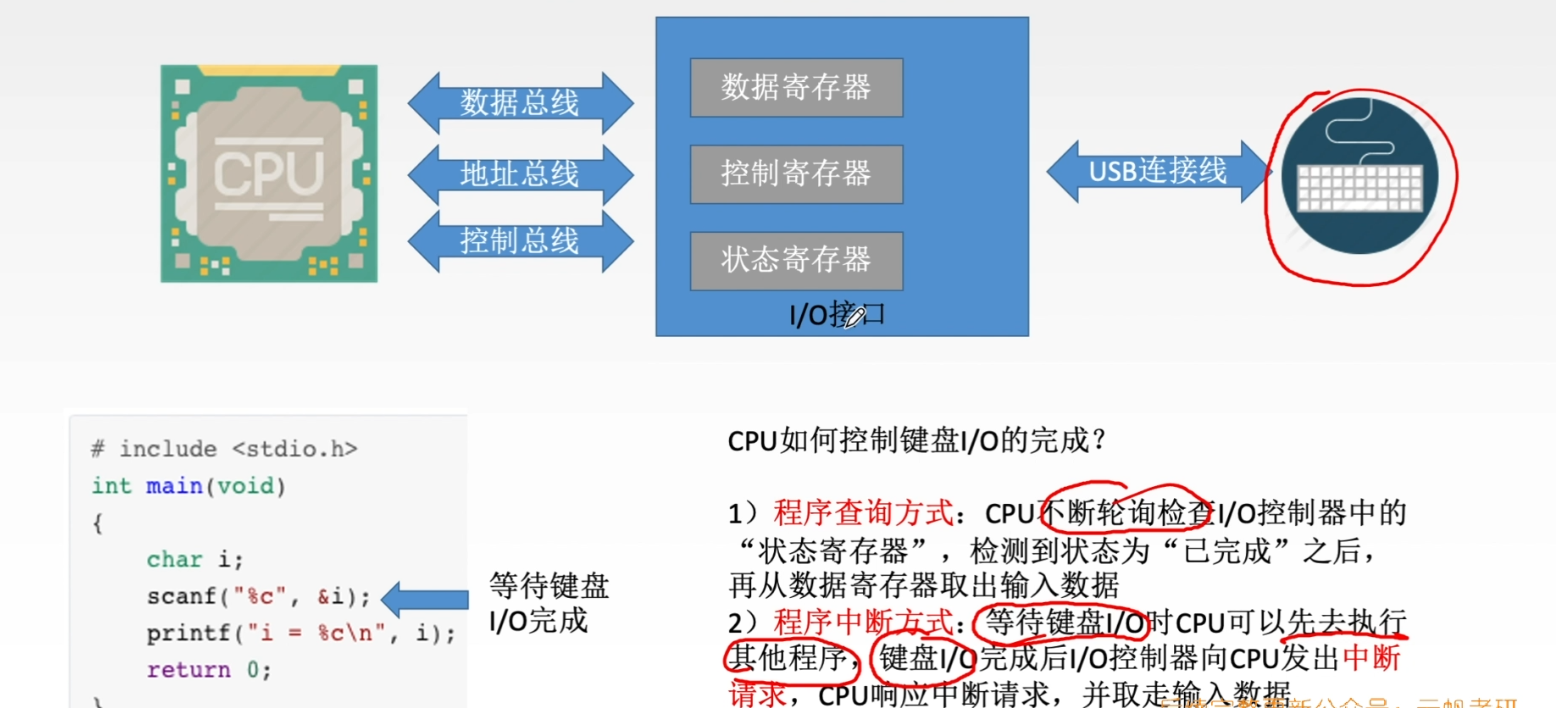 CPU
数据总线
地址总线
控制总线
数据寄存器
控制寄存器
状态寄存器
I/O接口
USB连接线
# include <stdio.h>
int main(void)
{
char i;
scanf("%c", &i);
printf("i = %c\n", i);
return 0;
}
等待键盘
I/O完成
CPU如何控制键盘I/O的完成？
1）程序查询方式：CPU不断轮询检查I/O控制器中的
“状态寄存器”，检测到状态为“已完成”之后，
再从数据寄存器取出输入数据
2）程序中断方式：等待键盘I/O时CPU可以先去执行
其他程序，键盘I/O完成后I/O控制器向CPU发出中断
请求，CPU响应中断请求，并取走输入数据